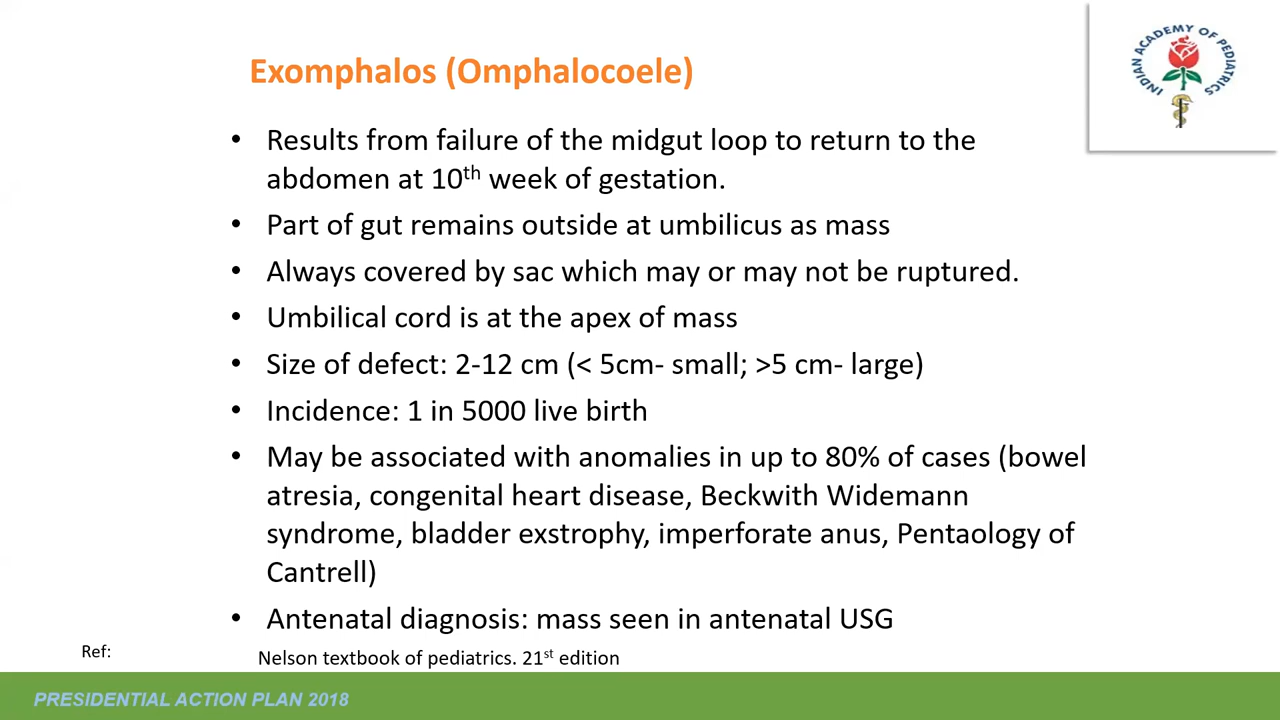 INDIAN ACADEMY OF PEDIATRICS
Exomphalos (Omphalocoele)
• Results from failure of the midgut loop to return to the
abdomen at 10th week of gestation.
• Part of gut remains outside at umbilicus as mass
• Always covered by sac which may or may not be ruptured.
• Umbilical cord is at the apex of mass
• Size of defect: 2-12 cm (< 5cm- small; >5 cm- large)
• Incidence: 1 in 5000 live birth
• May be associated with anomalies in up to 80% of cases (bowel
atresia, congenital heart disease, Beckwith Widemann
syndrome, bladder exstrophy, imperforate anus, Pentaology of
Cantrell)
• Antenatal diagnosis: mass seen in antenatal USG
Ref: Nelson textbook of pediatrics. 21st edition
PRESIDENTIAL ACTION PLAN 2018